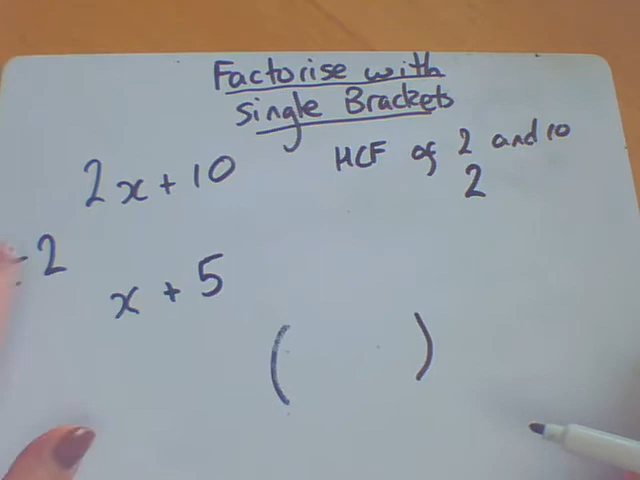 Factorise with
single Brackets
2x+10
HCF of 2 and 10
2
÷2
x + 5
( )